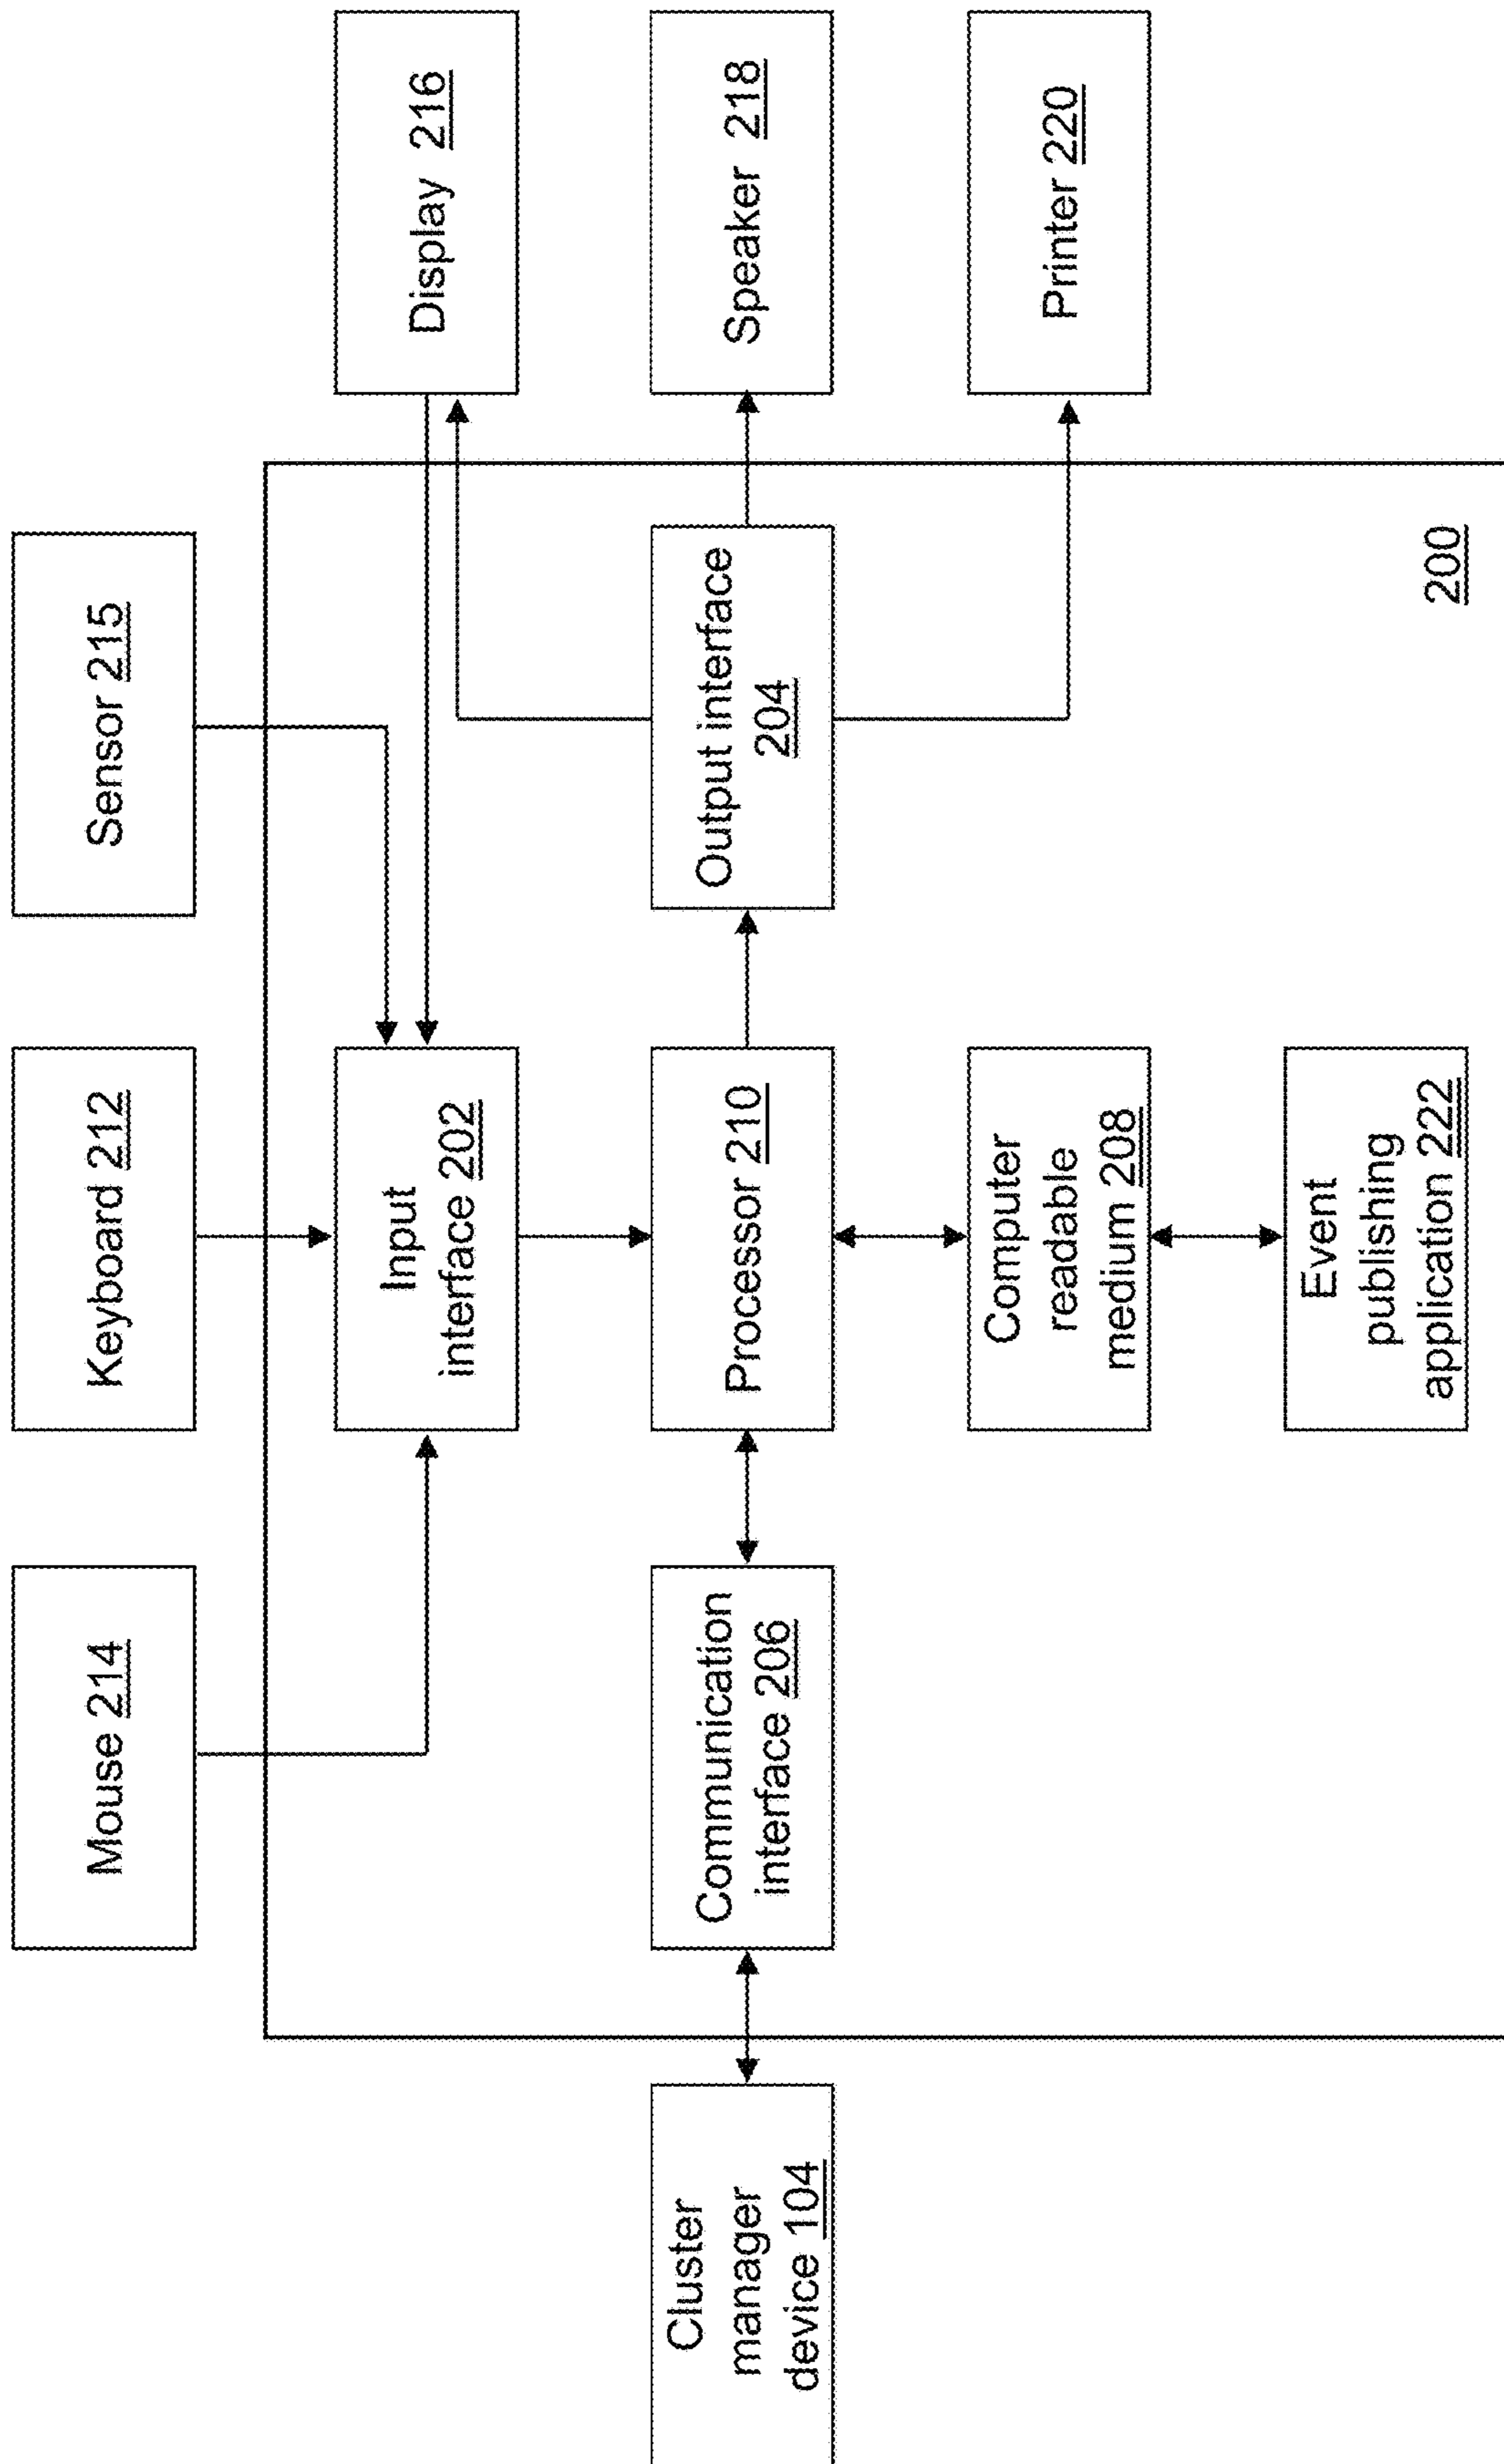 Mouse 214
Keyboard 212
Sensor 215
Input
interface 202
Display 216
Cluster
manager
device 104
Communication
interface 206
Processor 210
Output interface
204
Speaker 218
Computer
readable
medium 208
Printer 220
Event
publishing
application 222
200